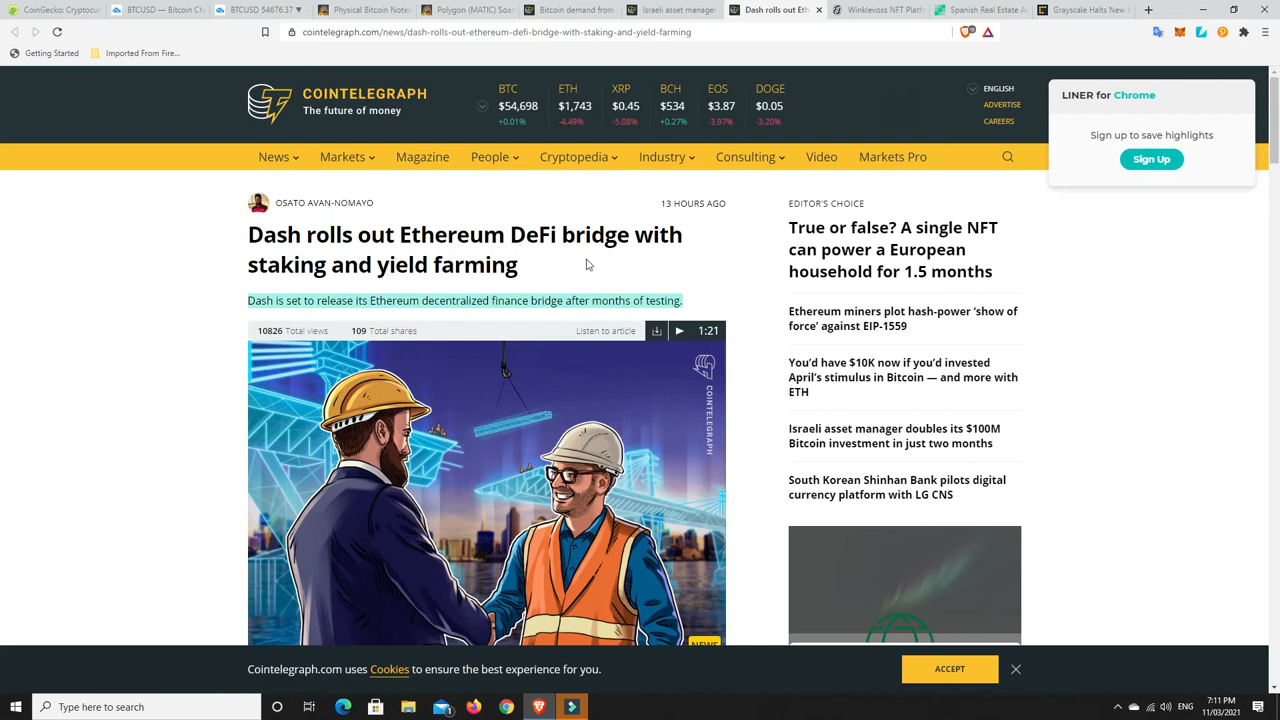 CoinGecko: Cryptocur
BTCUSD — Bitcoin Ch
BTCUSD 54676.37 ▼
Physical Bitcoin Notes
Polygon (MATIC) Soar
Bitcoin demand from
Israeli asset manager
Dash rolls out Eth
Winklevoss NFT Platfo
Spanish Real Estate A
Grayscale Halts New I
cointelegraph.com/news/dash-rolls-out-ethereum-defi-bridge-with-staking-and-yield-farming
Getting Started
Imported From Fire...
COINTELEGRAPH
The future of money
BTC ETH XRP BCH EOS DOGE
$54,698 $1,743 $0.45 $534 $3.87 $0.05
+0.01% -4.49% -5.08% +0.27% -3.97% -3.20%
ENGLISH
ADVERTISE
CAREERS
LINER for Chrome
Sign up to save highlights
Sign Up
News Markets Magazine People Cryptopedia Industry Consulting Video Markets Pro
OSATO AVAN-NOMAYO
13 HOURS AGO
Dash rolls out Ethereum DeFi bridge with
staking and yield farming
Dash is set to release its Ethereum decentralized finance bridge after months of testing.
10826 Total views 109 Total shares Listen to article 1:21
COINTELEGRAPH
NEWS
EDITOR'S CHOICE
True or false? A single NFT
can power a European
household for 1.5 months
Ethereum miners plot hash-power ‘show of
force’ against EIP-1559
You’d have $10K now if you’d invested
April’s stimulus in Bitcoin — and more with
ETH
Israeli asset manager doubles its $100M
Bitcoin investment in just two months
South Korean Shinhan Bank pilots digital
currency platform with LG CNS
Cointelegraph.com uses Cookies to ensure the best experience for you.
ACCEPT
Type here to search
ENG
7:11 PM
11/03/2021